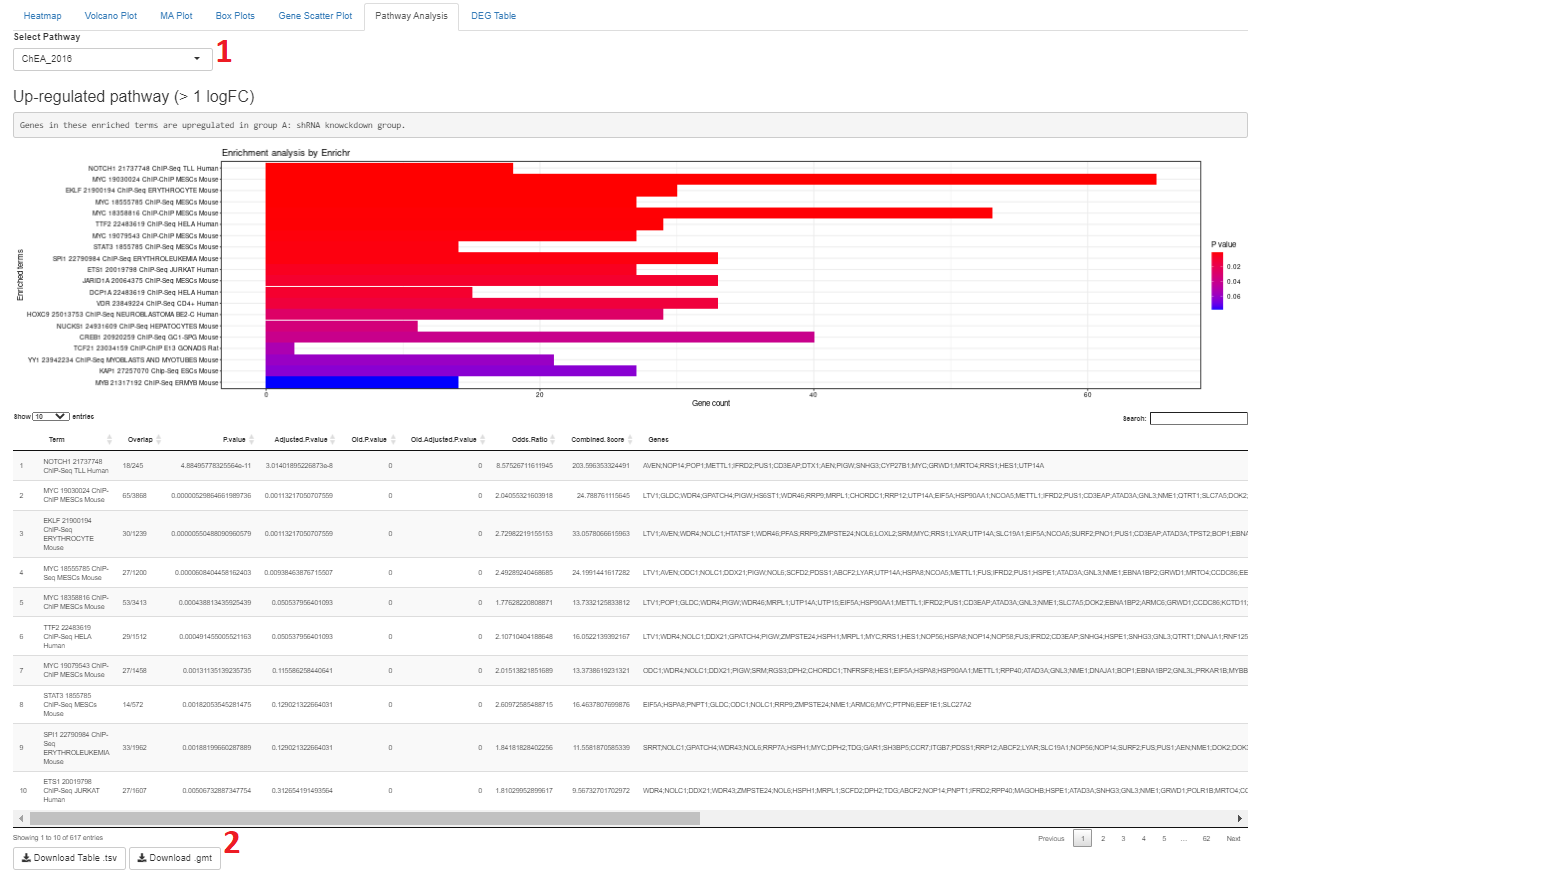 Heatmap Volcano Plot MA Plot Box Plots Gene Scatter Plot Pathway Analysis DEG Table
Select Pathway
ChEA_2016
1
Up-regulated pathway (> 1 logFC)
Genes in these enriched terms are upregulated in group A: shRNA knowckdown group.
Enrichment analysis by Enrichr
NOTCH1 21737748 ChIP-Seq TLL Human
MYC 19030024 ChIP-ChIP MESCs Mouse
EKLF 21900194 ChIP-Seq ERYTHROCYTE Mouse
MYC 18555785 ChIP-Seq MESCs Mouse
MYC 18358816 ChIP-ChIP MESCs Mouse
TTF2 22483619 ChIP-Seq HELA Human
MYC 19079543 ChIP-ChIP MESCs Mouse
STAT3 1855785 ChIP-Seq MESCs Mouse
SPI1 22790984 ChIP-Seq ERYTHROLEUKEMIA Mouse
ETS1 20019798 ChIP-Seq JURKAT Human
JARID1A 20064375 ChIP-Seq MESCs Mouse
DCP1A 22483619 ChIP-Seq HELA Human
VDR 23849224 ChIP-Seq CD4+ Human
HOXC9 25013753 ChIP-Seq NEUROBLASTOMA BE2-C Human
NUCKS1 24931609 ChIP-Seq HEPATOCYTES Mouse
CREB1 20920259 ChIP-Seq GC1-SPG Mouse
TCF21 23034159 ChIP-ChIP E13 GONADS Rat
YY1 23942234 ChIP-Seq MYOBLASTS AND MYOTUBES Mouse
KAP1 27257070 Chip-Seq ESCs Mouse
MYB 21317192 ChIP-Seq ERMYB Mouse
Enriched terms
0 20 40 60
Gene count
P value
0.02
0.04
0.06
Show 10 entries
Search:
Term Overlap P.value Adjusted.P.value Old.P.value Old.Adjusted.P.value Odds.Ratio Combined.Score Genes
1 NOTCH1 21737748 ChIP-Seq TLL Human 18/245 4.88495778325564e-11 3.01401895226873e-8 0 0 8.57526711611945 203.596353324491 AVEN;NOP14;POP1;METTL1;IFRD2;PUS1;CD3EAP;DTX1;AEN;PIGW;SNHG3;CYP27B1;MYC;GRWD1;MRTO4;RRS1;HES1;UTP14A
2 MYC 19030024 ChIP-ChIP MESCs Mouse 65/3868 0.00000529864661989736 0.00113217050707559 0 0 2.04055321603918 24.788761115645 LTV1;GLDC;WDR4;GPATCH4;PIGW;HS6ST1;WDR46;RRP9;MRPL1;CHORDC1;RRP12;UTP14A;EIF5A;HSP90AA1;NCOA5;METTL1;IFRD2;PUS1;CD3EAP;ATAD3A;GNL3;NME1;QTRT1;SLC7A5;DOK2;
3 EKLF 21900194 ChIP-Seq ERYTHROCYTE Mouse 30/1239 0.00000550488090960579 0.00113217050707559 0 0 2.72982219155153 33.0578066615963 LTV1;AVEN;WDR4;NOLC1;HTATSF1;WDR46;PFAS;RRP9;ZMPSTE24;NOL6;LOXL2;SRM;MYC;RRS1;LYAR;UTP14A;SLC19A1;EIF5A;NCOA5;SURF2;PNO1;PUS1;CD3EAP;ATAD3A;TPST2;BOP1;EBNA
4 MYC 18555785 ChIP-Seq MESCs Mouse 27/1200 0.0000608404458162403 0.00938463876715507 0 0 2.49289240468685 24.1991441617282 LTV1;AVEN;ODC1;NOLC1;DDX21;PIGW;NOL6;SCFD2;PDSS1;ABCF2;LYAR;UTP14A;HSPA8;NCOA5;METTL1;FUS;IFRD2;PUS1;HSPE1;ATAD3A;GNL3;NME1;EBNA1BP2;GRWD1;MRTO4;CCDC86;EE
5 MYC 18358816 ChIP-ChIP MESCs Mouse 53/3413 0.000438813435925439 0.050537956401093 0 0 1.77628220808871 13.7332125833812 LTV1;POP1;GLDC;WDR4;PIGW;WDR46;MRPL1;UTP14A;UTP15;EIF5A;HSP90AA1;METTL1;IFRD2;PUS1;CD3EAP;ATAD3A;GNL3;NME1;SLC7A5;DOK2;EBNA1BP2;ARMC6;GRWD1;CCDC86;KCTD11;
6 TTF2 22483619 ChIP-Seq HELA Human 29/1512 0.000491455005521163 0.050537956401093 0 0 2.10710404188648 16.0522139392167 LTV1;WDR4;NOLC1;DDX21;GPATCH4;PIGW;ZMPSTE24;HSPH1;MRPL1;MYC;RRS1;HES1;NOP56;HSPA8;NOP14;NOP58;FUS;IFRD2;CD3EAP;SNHG4;HSPE1;SNHG3;GNL3;QTRT1;DNAJA1;RNF125
7 MYC 19079543 ChIP-ChIP MESCs Mouse 27/1458 0.00131135139235735 0.115586258440641 0 0 2.01513821851689 13.3738619231321 ODC1;WDR4;NOLC1;DDX21;PIGW;SRM;RGS3;DPH2;CHORDC1;TNFRSF8;HES1;EIF5A;HSPA8;HSP90AA1;METTL1;RPP40;ATAD3A;GNL3;NME1;DNAJA1;BOP1;EBNA1BP2;GNL3L;PRKAR1B;MYBB
8 STAT3 1855785 ChIP-Seq MESCs Mouse 14/572 0.00182053545281475 0.129021322664031 0 0 2.60972585488715 16.4637807699876 EIF5A;HSPA8;PNPT1;GLDC;ODC1;NOLC1;RRP9;ZMPSTE24;NME1;ARMC6;MYC;PTPN6;EEF1E1;SLC27A2
9 SPI1 22790984 ChIP-Seq ERYTHROLEUKEMIA Mouse 33/1962 0.00188199660287889 0.129021322664031 0 0 1.84181828402256 11.5581870585339 SRRT;NOLC1;GPATCH4;WDR43;NOL6;RRP7A;HSPH1;MYC;DPH2;TDG;GAR1;SH3BP5;CCR7;ITGB7;PDSS1;RRP12;ABCF2;LYAR;SLC19A1;NOP56;NOP14;SURF2;FUS;PUS1;AEN;NME1;DOK2;DOK
10 ETS1 20019798 ChIP-Seq JURKAT Human 27/1607 0.00506732887347754 0.312654191493564 0 0 1.81029952899617 9.56732701702972 WDR4;NOLC1;DDX21;WDR43;ZMPSTE24;NOL6;HSPH1;MRPL1;SCFD2;DPH2;TDG;ABCF2;NOP14;PNPT1;IFRD2;RPP40;MAGOHB;HSPE1;ATAD3A;SNHG3;GNL3;NME1;GRWD1;POLR1B;MRTO4;CC
Showing 1 to 10 of 617 entries
2
Previous 1 2 3 4 5 … 62 Next
Download Table .tsv Download .gmt